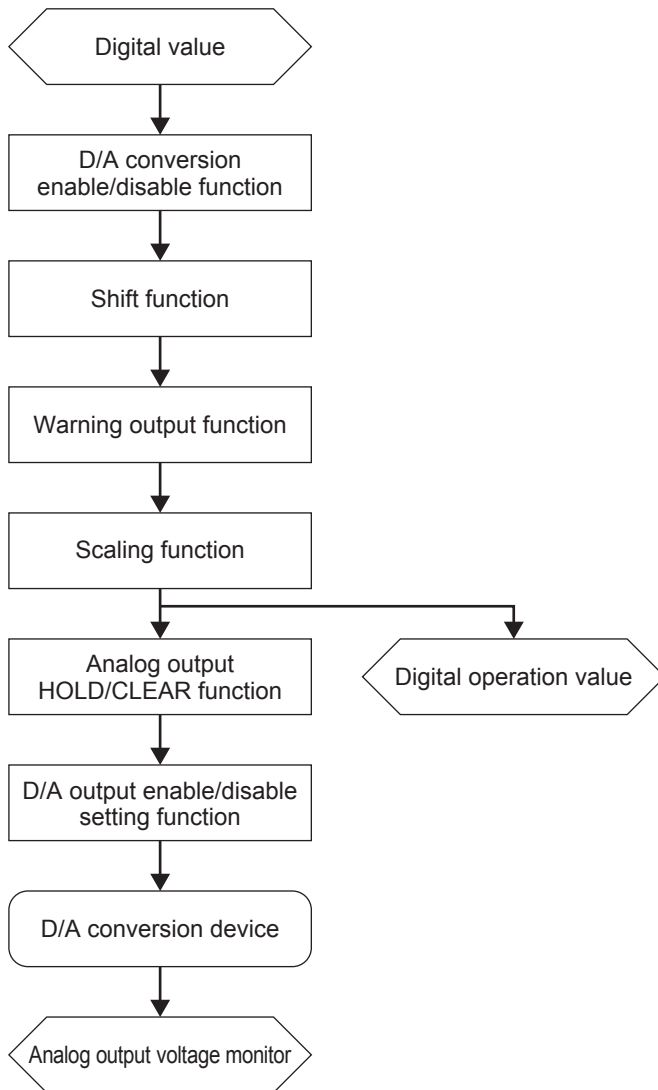 Digital value
D/A conversion
enable/disable function
Shift function
Warning output function
Scaling function
Analog output
HOLD/CLEAR function
Digital operation value
D/A output enable/disable
setting function
D/A conversion device
Analog output voltage monitor